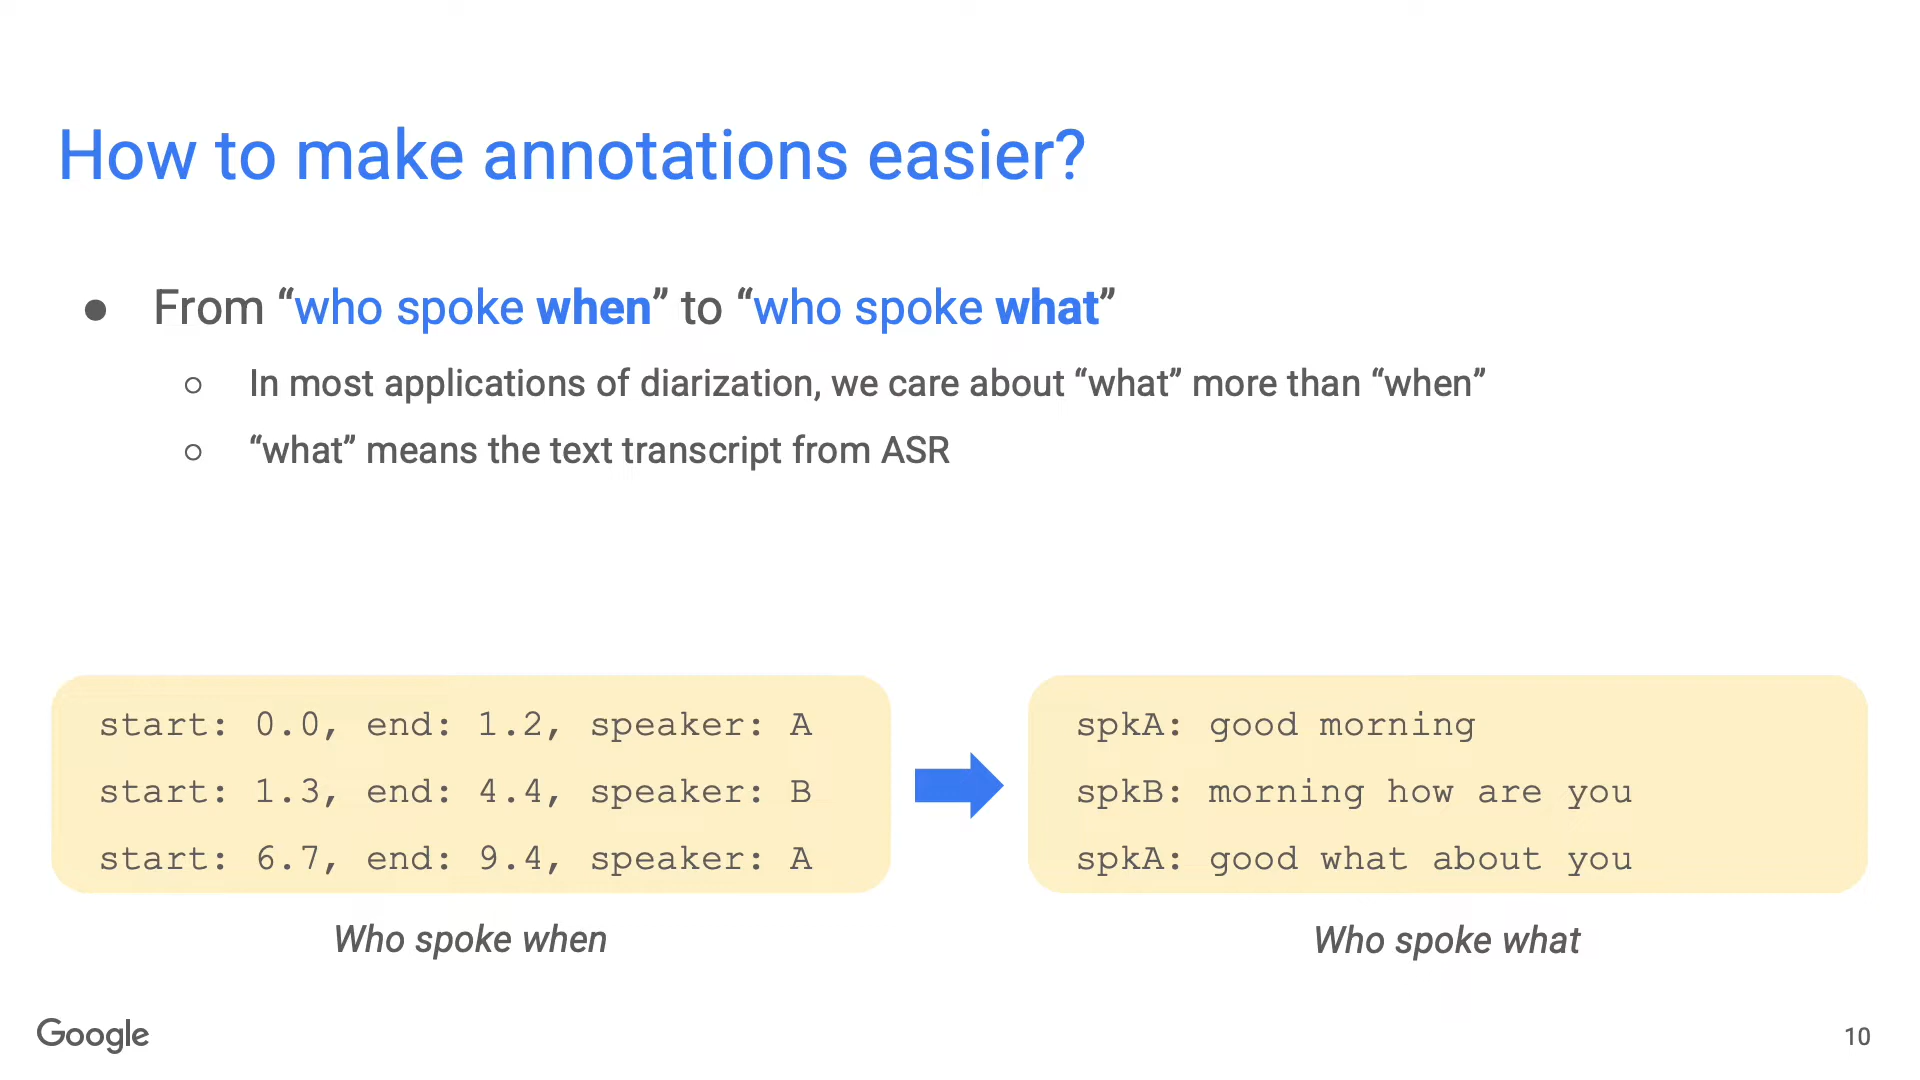 How to make annotations easier?
● From “who spoke when” to “who spoke what”
○ In most applications of diarization, we care about “what” more than “when”
○ “what” means the text transcript from ASR
start: 0.0, end: 1.2, speaker: A
start: 1.3, end: 4.4, speaker: B
start: 6.7, end: 9.4, speaker: A
Who spoke when
spkA: good morning
spkB: morning how are you
spkA: good what about you
Who spoke what
Google
10